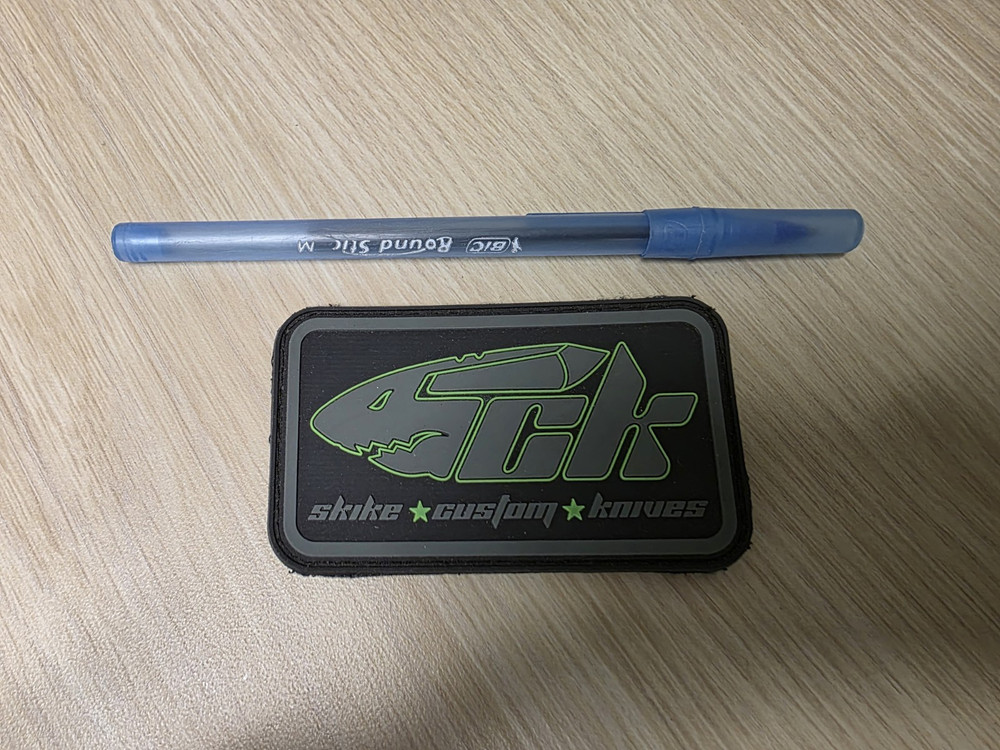 BIC Round Stic M
SCK
skike ★ custom ★ knives